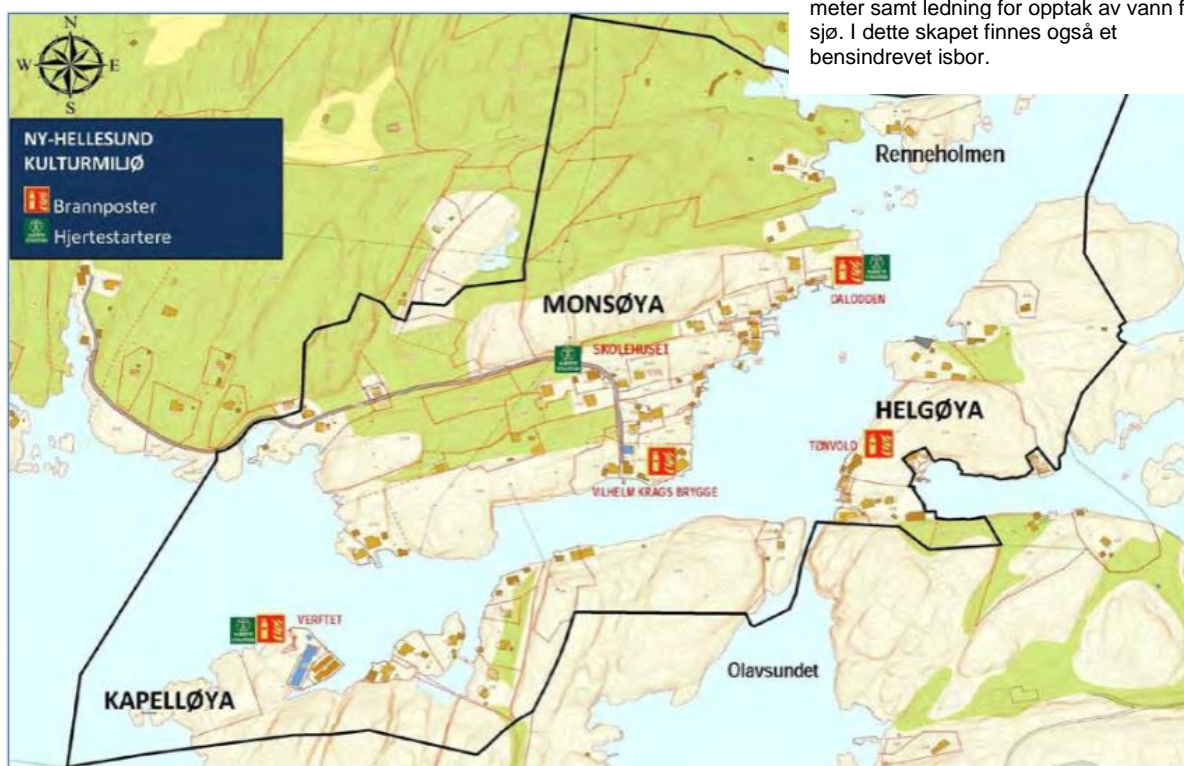 meter samt ledning for opptak av vann f
sjø. I dette skapet finnes også et
bensindrevet isbor.
N
W E
S
NY-HELLESUND
KULTURMILJØ
Brannposter
Hjertestartere
Renneholmen
MONSØYA
DALODDEN
SKOLEHUSET
HELGØYA
TØNVOLD
VILHELM KRAGS BRYGGE
VERFTET
Olavsundet
KAPELLØYA